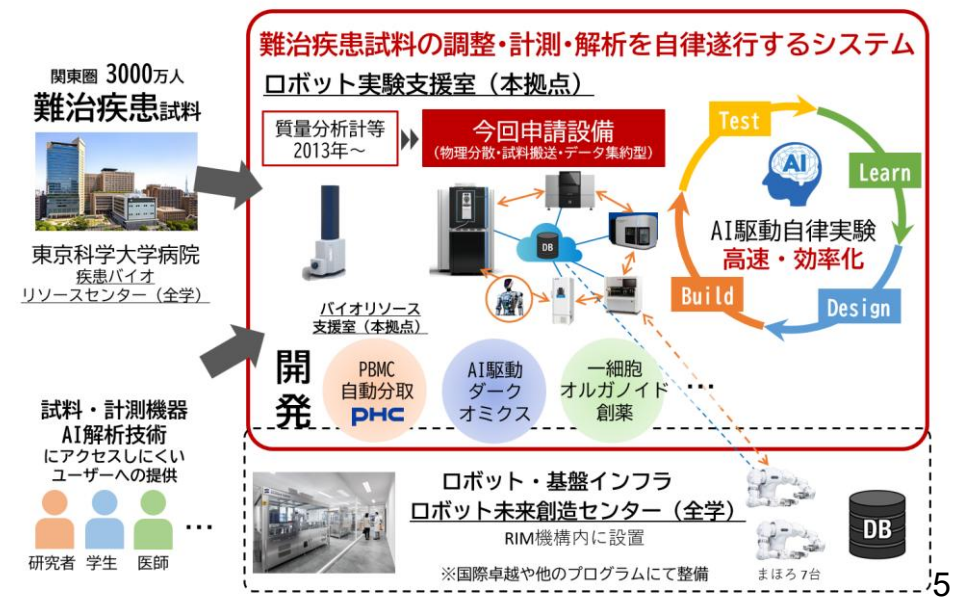 難治疾患試料の調整・計測・解析を自律遂行するシステム
ロボット実験支援室（本拠点）
関東圏 3000万人
難治疾患試料
東京科学大学病院
疾患バイオ
リソースセンター（全学）
質量分析計等
2013年～
今回申請設備
（物理分散・試料搬送・データ集約型）
DB
Test
Learn
Design
Build
AI
AI駆動自律実験
高速・効率化
バイオリソース
支援室（本拠点）
開発
PBMC
自動分取
PHC
AI駆動
ダーク
オミクス
一細胞
オルガノイド
創薬
…
試料・計測機器
AI解析技術
にアクセスしにくい
ユーザーへの提供
…
研究者 学生 医師
ロボット・基盤インフラ
ロボット未来創造センター（全学）
RIM機構内に設置
※国際卓越や他のプログラムにて整備
まほろ 7台
DB
5